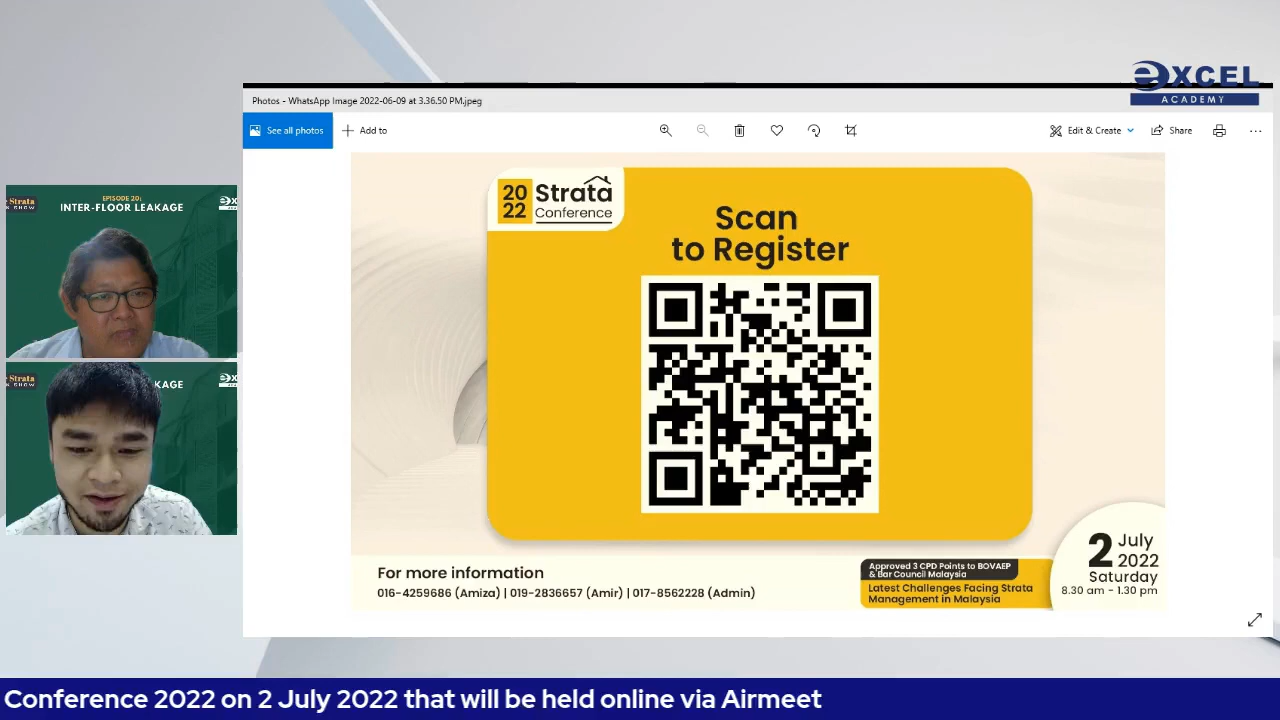 eXCEL
ACADEMY
Photos - WhatsApp Image 2022-06-09 at 3.36.50 PM.jpeg
See all photos
Add to
Edit & Create
Share
Strata
SHOW
EPISODE 20:
INTER-FLOOR LEAKAGE
Strata
SHOW
KAGE
20
22
Strata
Conference
Scan
to Register
For more information
016-4259686 (Amiza) | 019-2836657 (Amir) | 017-8562228 (Admin)
Approved 3 CPD Points to BOVAEP
& Bar Council Malaysia
Latest Challenges Facing Strata
Management in Malaysia
2 July
2022
Saturday
8.30 am - 1.30 pm
Conference 2022 on 2 July 2022 that will be held online via Airmeet